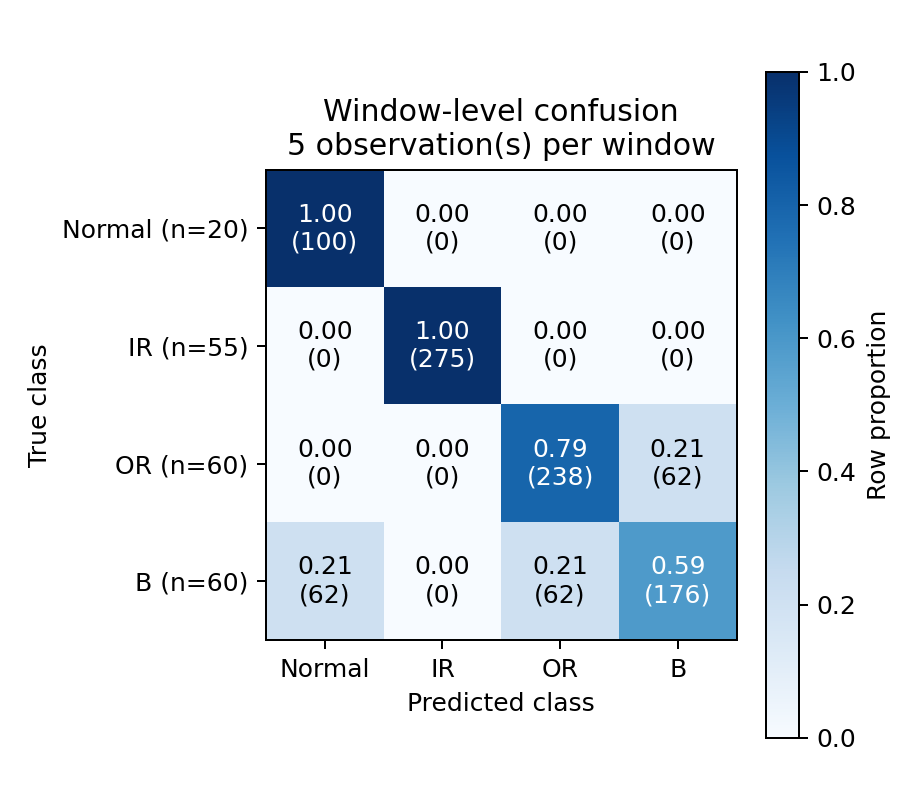 Window-level confusion
5 observation(s) per window
1.0
0.8
0.6
0.4
0.2
0.0
Row proportion
True class
Normal (n=20)
1.00 0.00 0.00 0.00
(100) (0) (0) (0)
IR (n=55)
0.00 1.00 0.00 0.00
(0) (275) (0) (0)
OR (n=60)
0.00 0.00 0.79 0.21
(0) (0) (238) (62)
B (n=60)
0.21 0.00 0.21 0.59
(62) (0) (62) (176)
Normal IR OR B
Predicted class